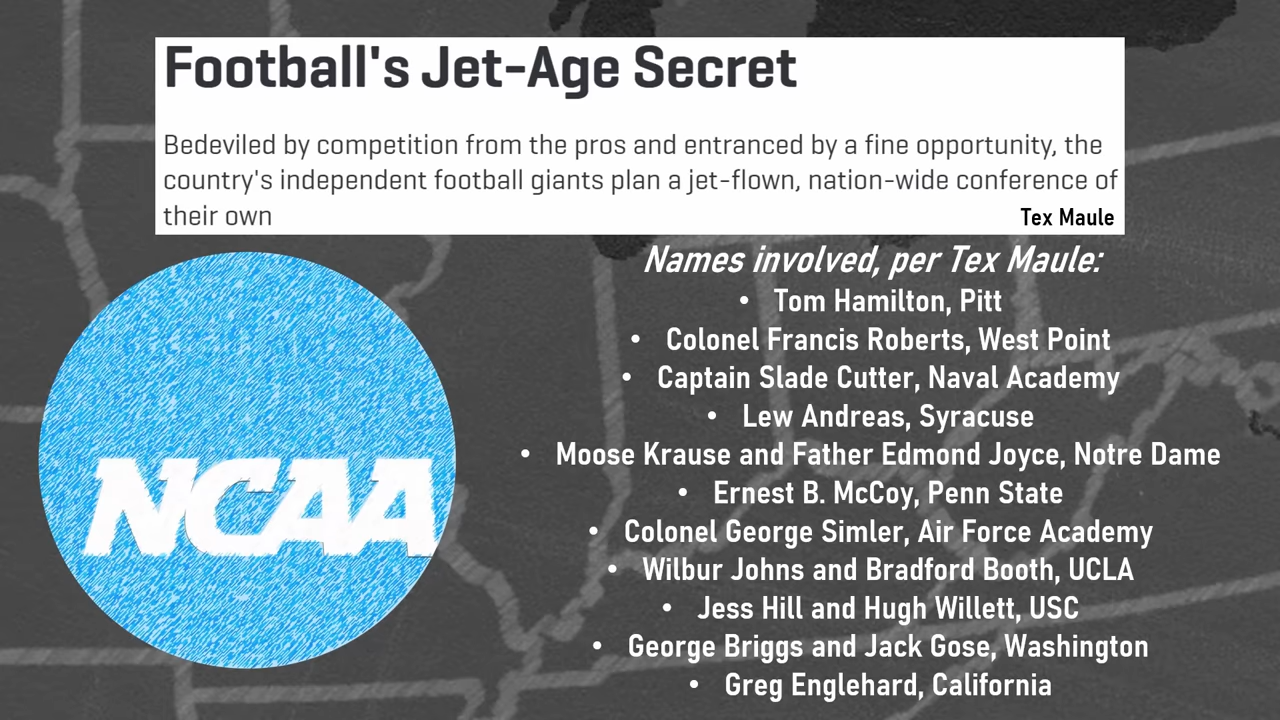 Football's Jet-Age Secret
Bedeviled by competition from the pros and entranced by a fine opportunity, the
country's independent football giants plan a jet-flown, nation-wide conference of
their own
Tex Maule
Names involved, per Tex Maule:
• Tom Hamilton, Pitt
• Colonel Francis Roberts, West Point
• Captain Slade Cutter, Naval Academy
• Lew Andreas, Syracuse
• Moose Krause and Father Edmond Joyce, Notre Dame
• Ernest B. McCoy, Penn State
• Colonel George Simler, Air Force Academy
• Wilbur Johns and Bradford Booth, UCLA
• Jess Hill and Hugh Willett, USC
• George Briggs and Jack Gose, Washington
• Greg Englehard, California
NCAA